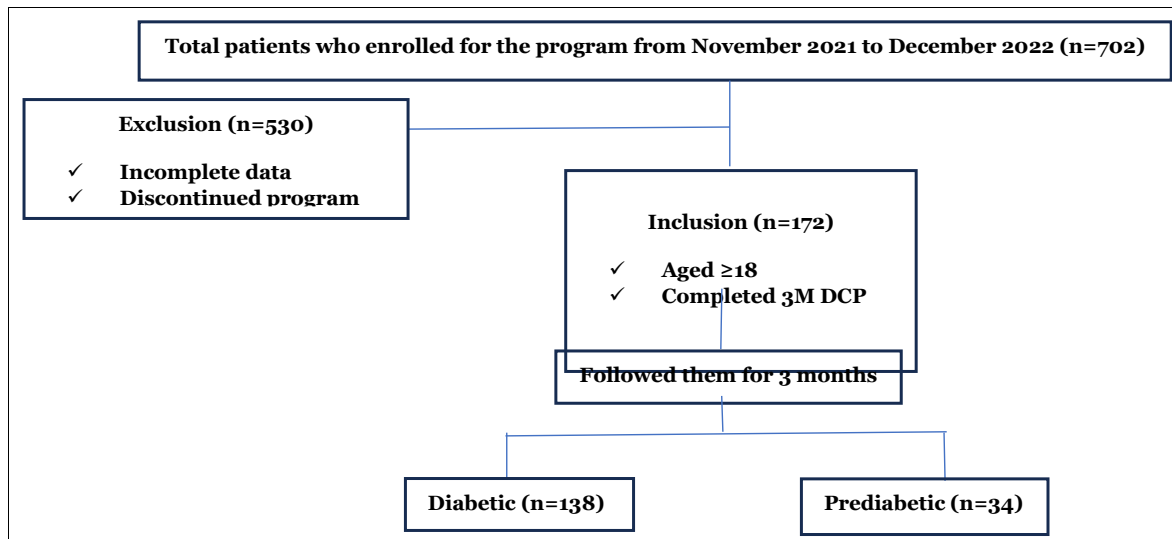 Total patients who enrolled for the program from November 2021 to December 2022 (n=702)
Exclusion (n=530)
✓ Incomplete data
✓ Discontinued program
Inclusion (n=172)
✓ Aged ≥18
✓ Completed 3M DCP
Followed them for 3 months
Diabetic (n=138)
Prediabetic (n=34)